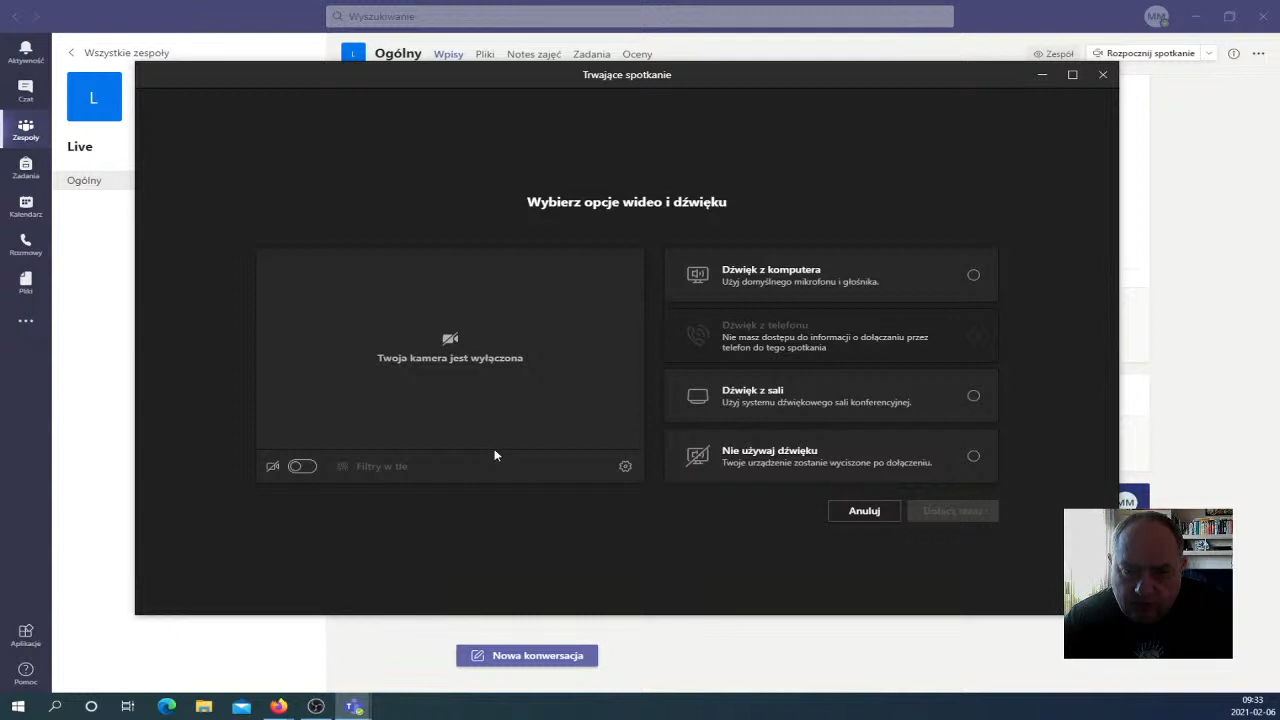 Wyszukiwanie
MM
Aktywność
Czat
Zespoły
Zadania
Kalendarz
Rozmowy
Pliki
Aplikacje
Pomoc
Wszystkie zespoły
L
Live
Ogólny
L
Ogólny
Wpisy
Pliki
Notes zajęć
Zadania
Oceny
Zespół
Rozpocznij spotkanie
Trwające spotkanie
Wybierz opcje wideo i dźwięku
Twoja kamera jest wyłączona
Filtry w tle
Dźwięk z komputera
Użyj domyślnego mikrofonu i głośnika.
Dźwięk z telefonu
Nie masz dostępu do informacji o dołączaniu przez
telefon do tego spotkania
Dźwięk z sali
Użyj systemu dźwiękowego sali konferencyjnej.
Nie używaj dźwięku
Twoje urządzenie zostanie wyciszone po dołączeniu.
Anuluj
Dołącz teraz
MM
Nowa konwersacja
09:33
2021-02-06